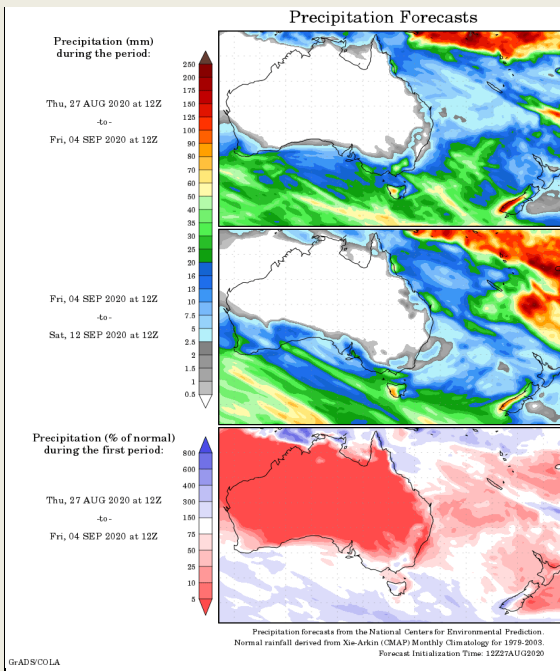 Precipitation Forecasts
Precipitation (mm)
during the period:
Thu, 27 AUG 2020 at 12Z
-to-
Fri, 04 SEP 2020 at 12Z
250
200
175
150
125
100
90
80
70
60
50
40
35
30
25
20
16
13
10
7.5
5
2.5
2
1.5
1
0.5
Fri, 04 SEP 2020 at 12Z
-to-
Sat, 12 SEP 2020 at 12Z
Precipitation (% of normal)
during the first period:
Thu, 27 AUG 2020 at 12Z
-to-
Fri, 04 SEP 2020 at 12Z
800
600
400
300
150
75
50
25
10
5
Precipitation forecasts from the National Centers for Environmental Prediction.
Normal rainfall derived from Xie-Arkin (CMAP) Monthly Climatology for 1979-2003.
Forecast Initialization Time: 12Z27AUG2020
GrADS/COLA